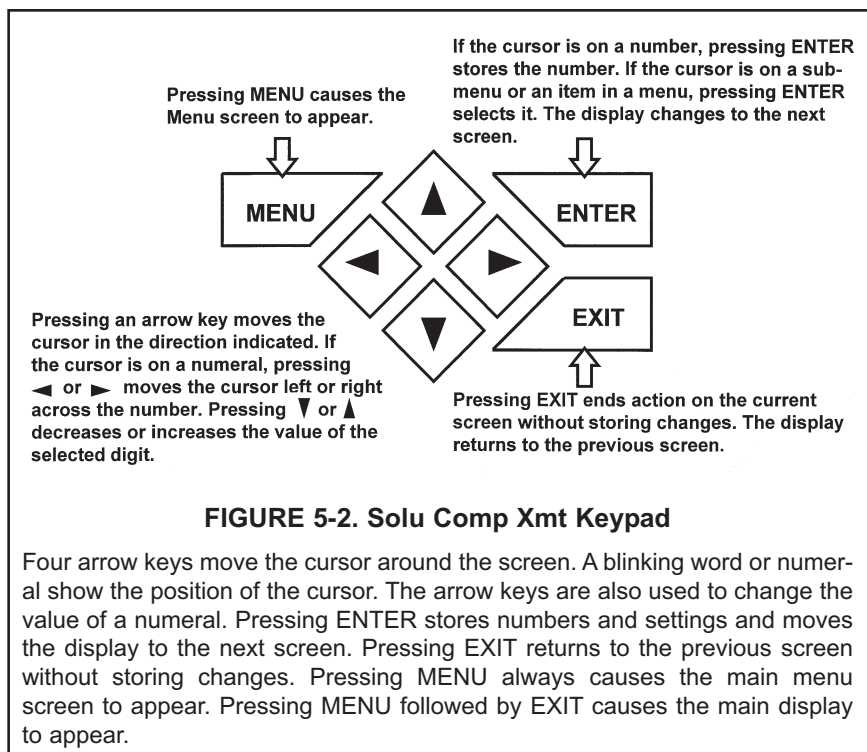 If the cursor is on a number, pressing ENTER
stores the number. If the cursor is on a sub-
menu or an item in a menu, pressing ENTER
selects it. The display changes to the next
screen.
Pressing MENU causes the
Menu screen to appear.
MENU
ENTER
EXIT
Pressing an arrow key moves the
cursor in the direction indicated. If
the cursor is on a numeral, pressing
◄ or ► moves the cursor left or right
across the number. Pressing ▼ or ▲
decreases or increases the value of the
selected digit.
Pressing EXIT ends action on the current
screen without storing changes. The display
returns to the previous screen.
FIGURE 5-2. Solu Comp Xmt Keypad
Four arrow keys move the cursor around the screen. A blinking word or numer-
al show the position of the cursor. The arrow keys are also used to change the
value of a numeral. Pressing ENTER stores numbers and settings and moves
the display to the next screen. Pressing EXIT returns to the previous screen
without storing changes. Pressing MENU always causes the main menu
screen to appear. Pressing MENU followed by EXIT causes the main display
to appear.